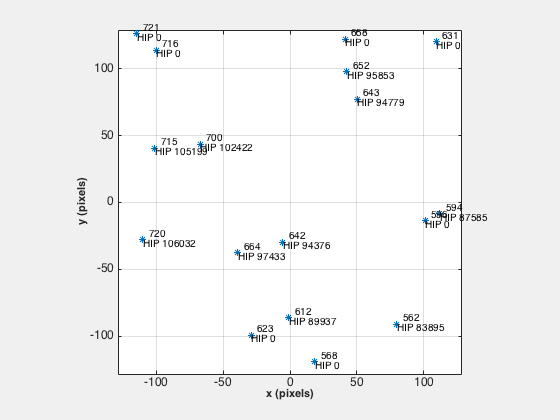 721
HIP 0
716
HIP 0
668
HIP 0
631
HIP 0
652
HIP 95853
643
HIP 94779
700
HIP 102422
715
HIP 105199
594
HIP 87585
HIP 0
720
HIP 106032
642
HIP 94376
664
HIP 97433
612
HIP 89937
562
HIP 83895
623
HIP 0
568
HIP 0
100
50
0
-50
-100
-100
-50
0
50
100
x (pixels)
y (pixels)